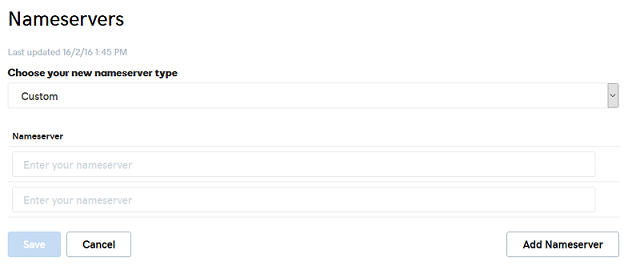 Nameservers
Last updated 16/2/16 1:45 PM
Choose your new nameserver type
Custom
Nameserver
Enter your nameserver
Enter your nameserver
Save Cancel Add Nameserver